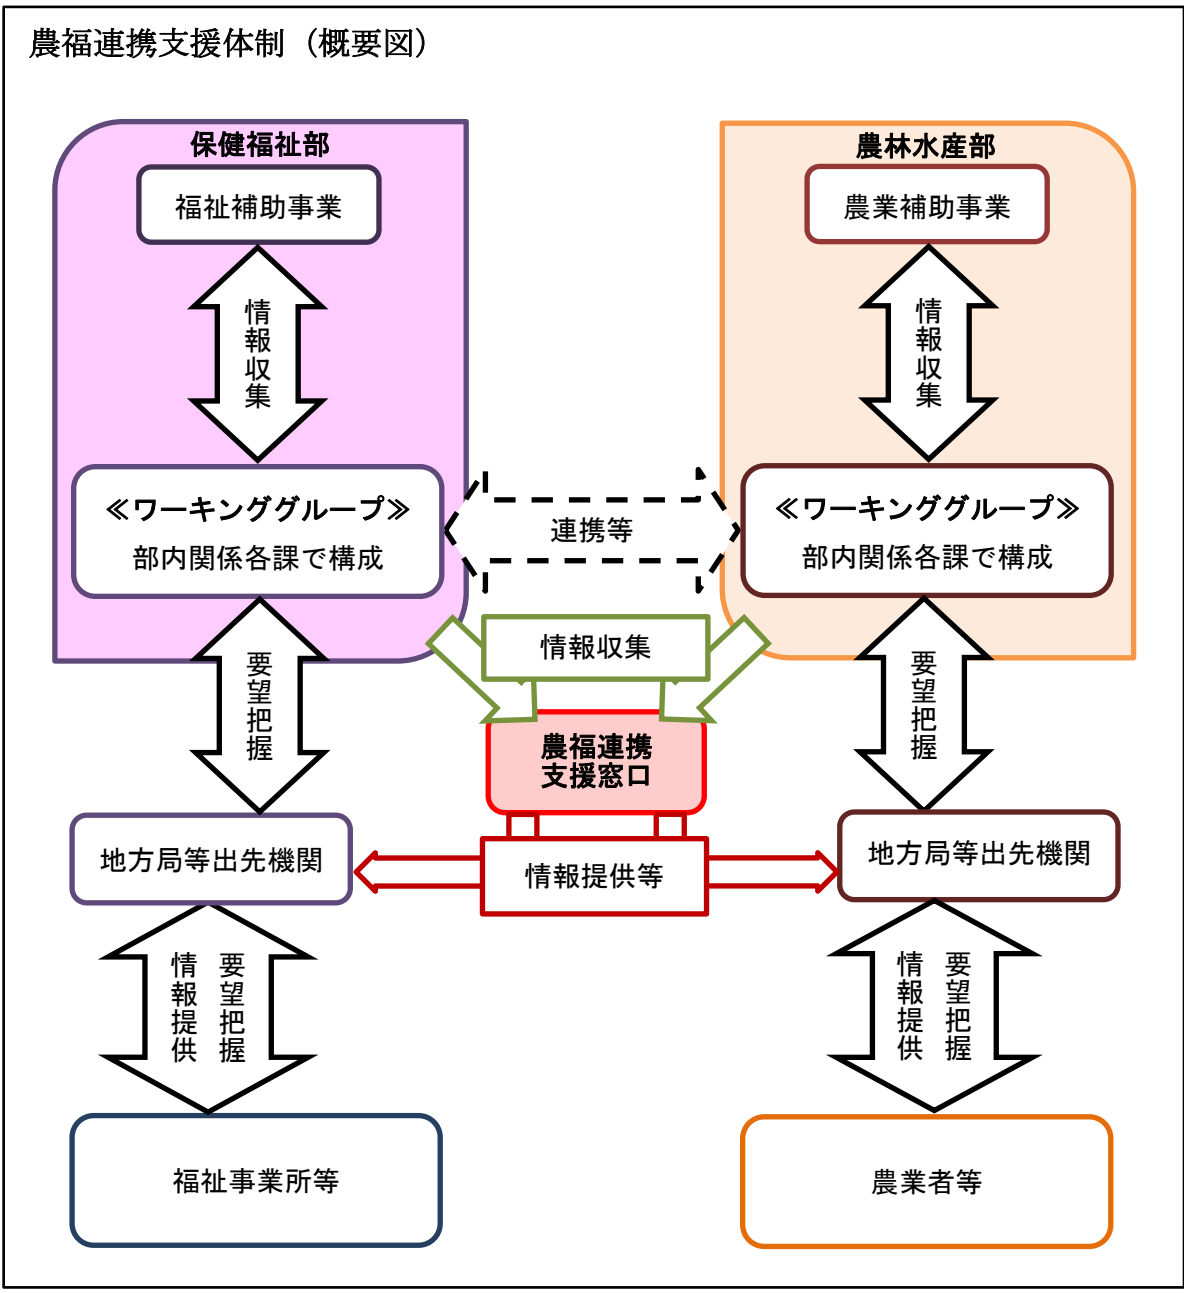 農福連携支援体制（概要図）
保健福祉部
農林水産部
福祉補助事業
農業補助事業
情報収集
情報収集
≪ワーキンググループ≫
部内関係各課で構成
連携等
≪ワーキンググループ≫
部内関係各課で構成
情報収集
要望把握
要望把握
農福連携
支援窓口
地方局等出先機関
情報提供等
地方局等出先機関
要望把握
情報提供
要望把握
情報提供
福祉事業所等
農業者等